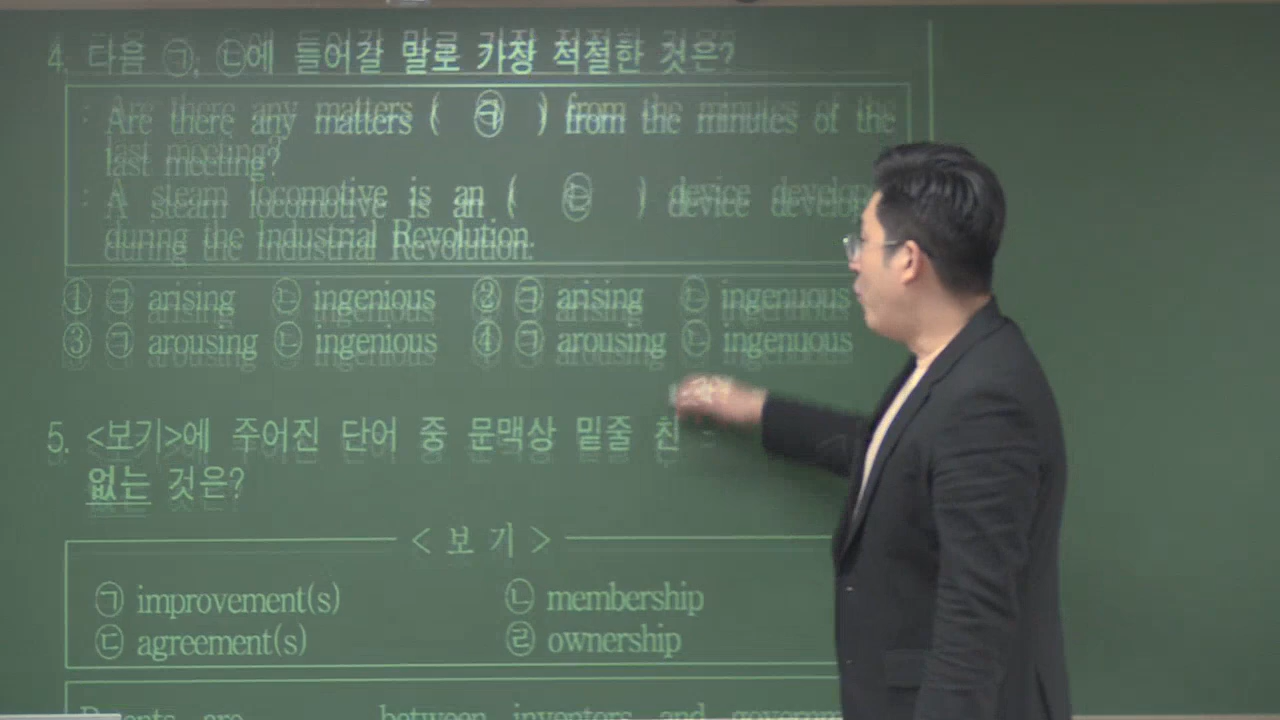 4. 다음 ㉠, ㉡에 들어갈 말로 가장 적절한 것은?
· Are there any matters ( ㉠ ) from the minutes of the
last meeting?
· A steam locomotive is an ( ㉡ ) device
during the Industrial Revolution.
① ㉠ arising ㉡ ingenious ② ㉠ arising ㉡ ingenuous
③ ㉠ arousing ㉡ ingenious ④ ㉠ arousing ㉡ ingenuous
5. <보기>에 주어진 단어 중 문맥상 밑줄 친
없는 것은?
< 보 기 >
㉠ improvement(s) ㉡ membership
㉢ agreement(s) ㉣ ownership
between inventors and